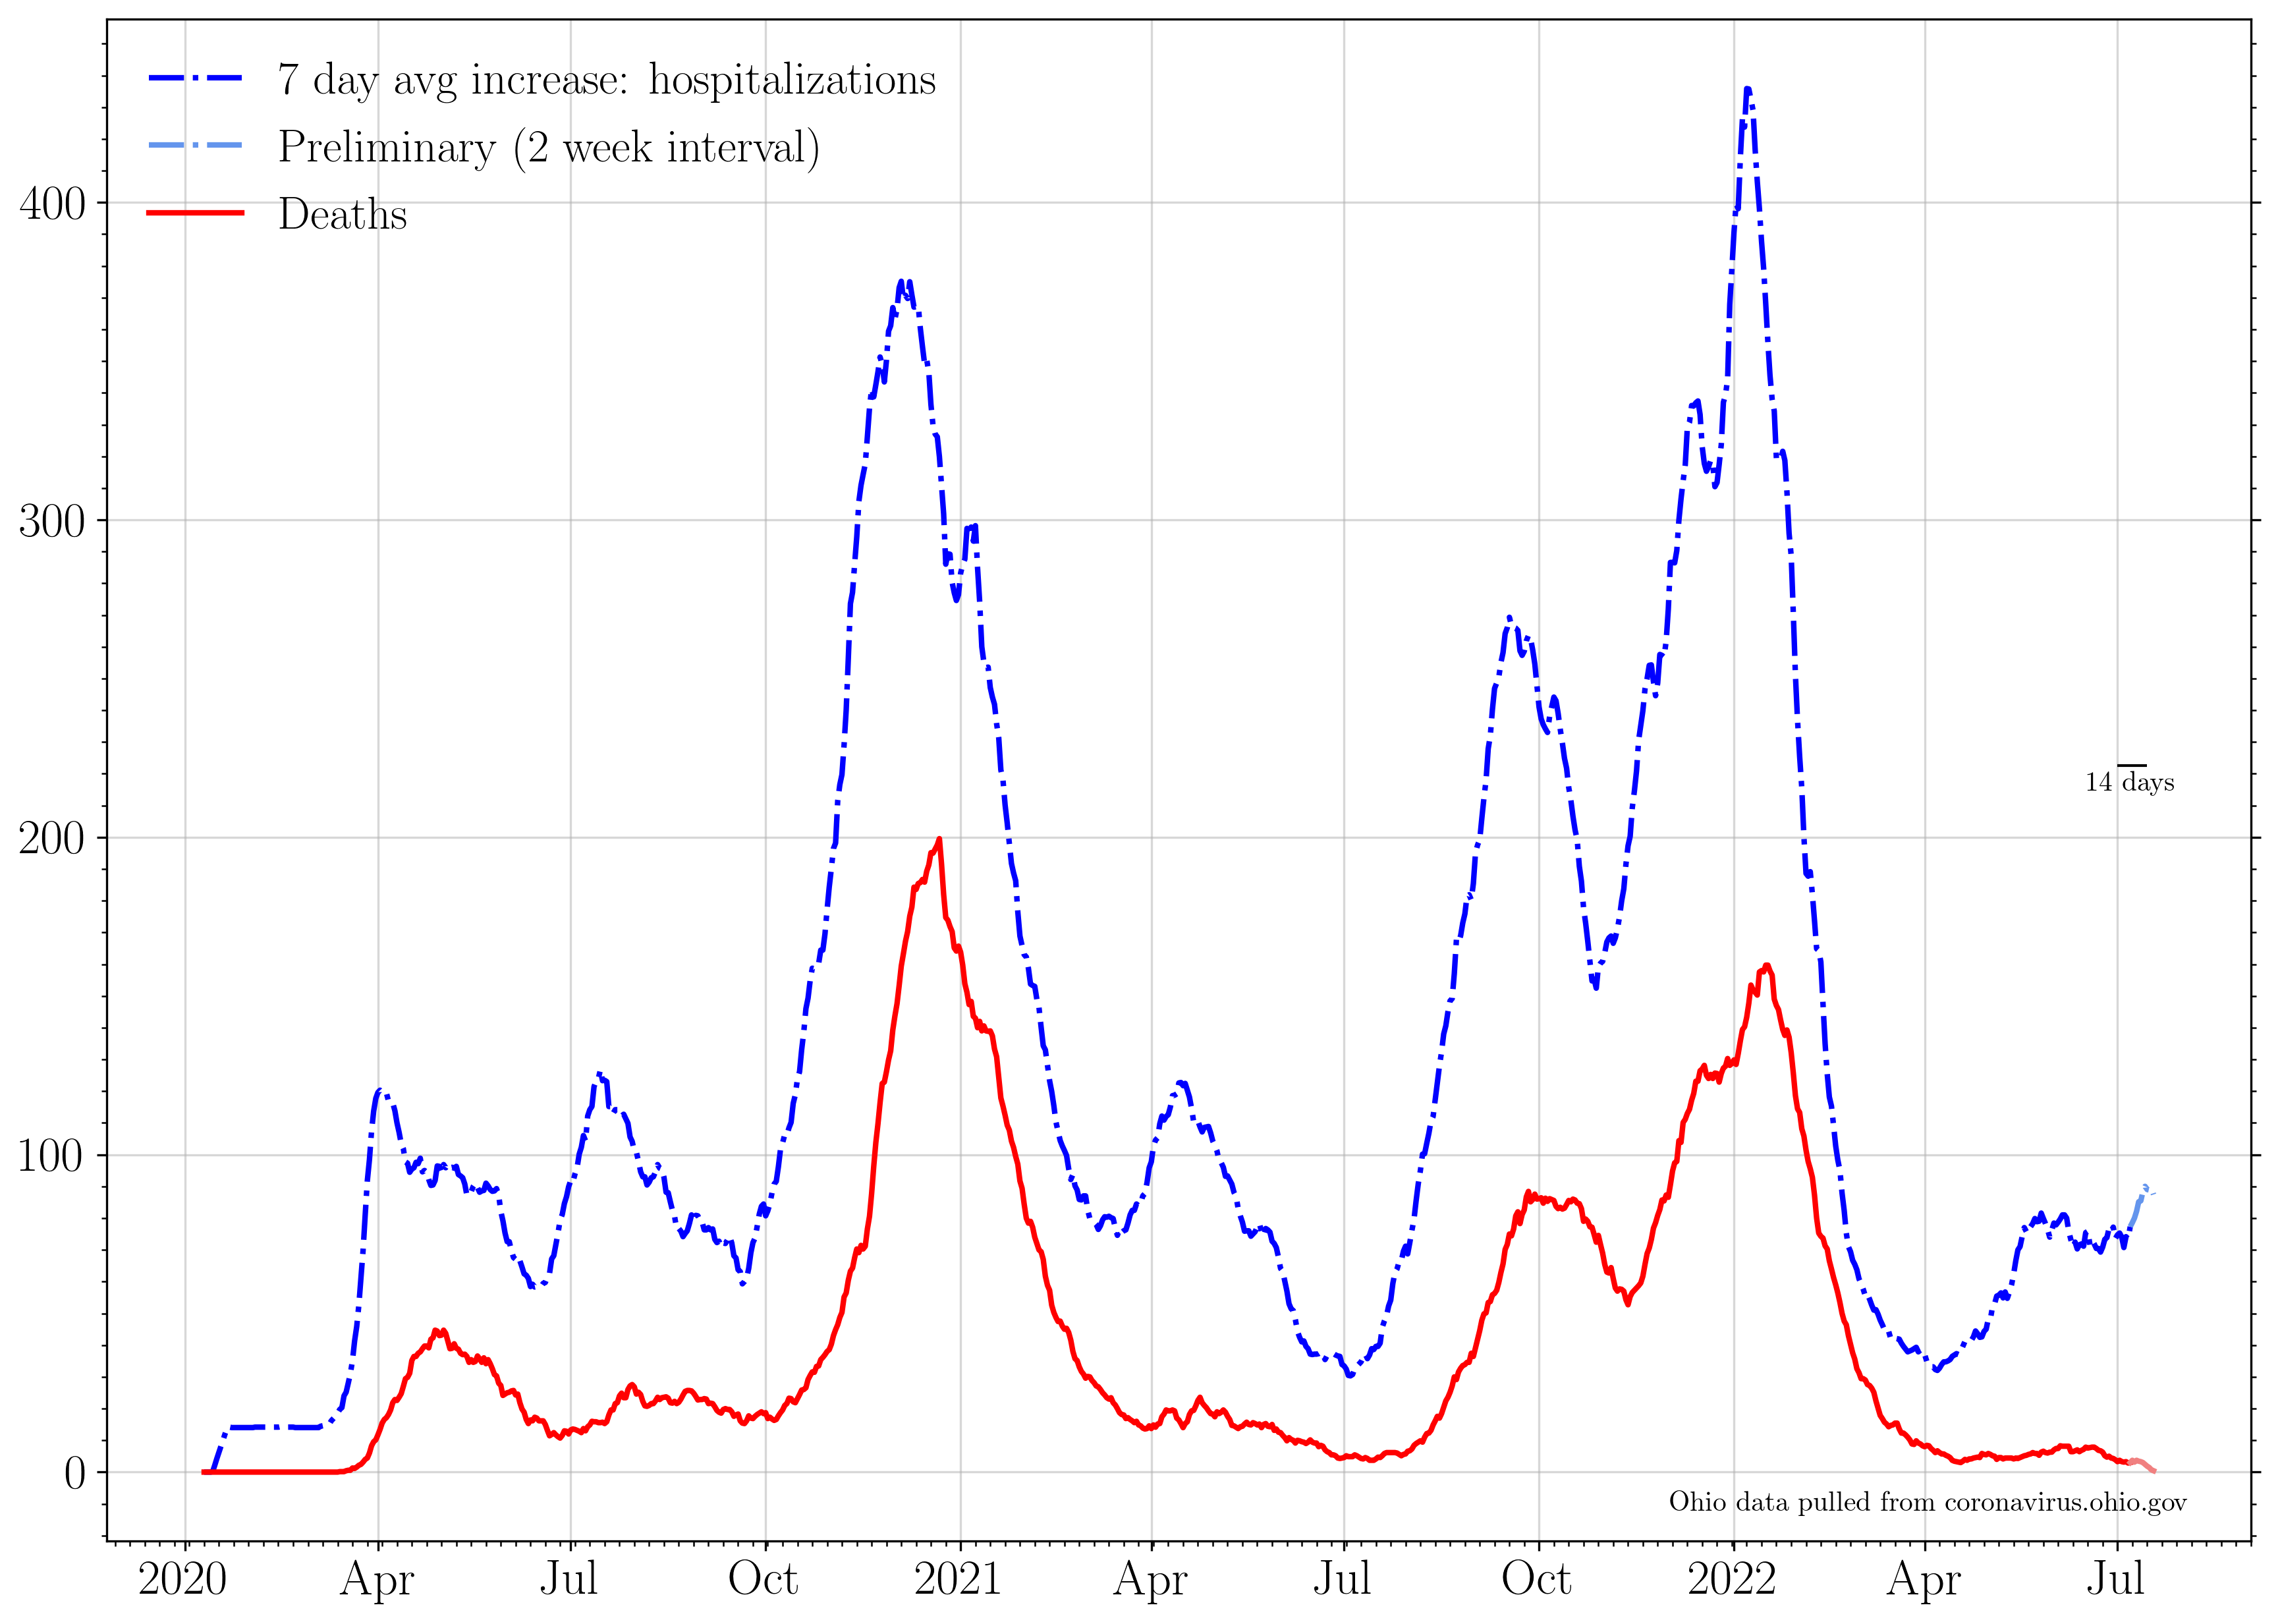 7 day avg increase: hospitalizations
Preliminary (2 week interval)
Deaths
400
300
200
100
0
14 days
Ohio data pulled from coronavirus.ohio.gov
2020 Apr Jul Oct 2021 Apr Jul Oct 2022 Apr Jul